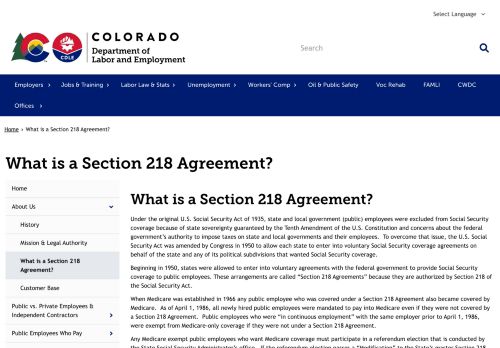 Select Language ▾
COLORADO
Department of
Labor and Employment
CDLE
Search
Employers > Jobs & Training > Labor Law & Stats > Unemployment > Workers' Comp > Oil & Public Safety Voc Rehab FAMLI CWDC
Offices >
Home › What is a Section 218 Agreement?
What is a Section 218 Agreement?
Home
About Us
History
Mission & Legal Authority
What is a Section 218
Agreement?
Customer Base
Public vs. Private Employees &
Independent Contractors
Public Employees Who Pay
What is a Section 218 Agreement?
Under the original U.S. Social Security Act of 1935, state and local government (public) employees were excluded from Social Security
coverage because of state sovereignty guaranteed by the Tenth Amendment of the U.S. Constitution and concerns about the federal
government's authority to impose taxes on state and local governments and their employees. To overcome that issue, the U.S. Social
Security Act was amended by Congress in 1950 to allow each state to enter into voluntary Social Security coverage agreements on
behalf of the state and any of its political subdivisions that wanted Social Security coverage.
Beginning in 1950, states were allowed to enter into voluntary agreements with the federal government to provide Social Security
coverage to public employees. These arrangements are called "Section 218 Agreements" because they are authorized by Section 218 of
the Social Security Act.
When Medicare was established in 1966 any public employee who was covered under a Section 218 Agreement also became covered by
Medicare. As of April 1, 1986, all newly hired public employees were mandated to pay into Medicare even if they were not covered by
a Section 218 Agreement. Public employees who were "in continuous employment" with the same employer prior to April 1, 1986,
were exempt from Medicare-only coverage if they were not under a Section 218 Agreement.
Any Medicare exempt public employees who want Medicare coverage must participate in a referendum election that is conducted by